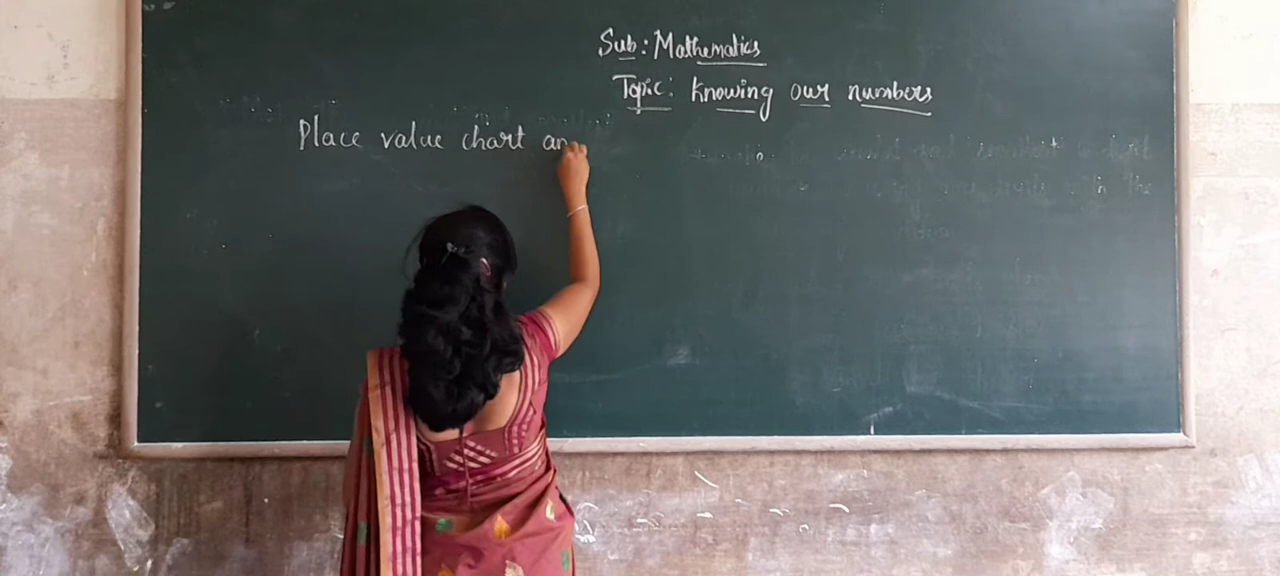 Sub: Mathematics
Topic: Knowing our numbers
Place value chart an